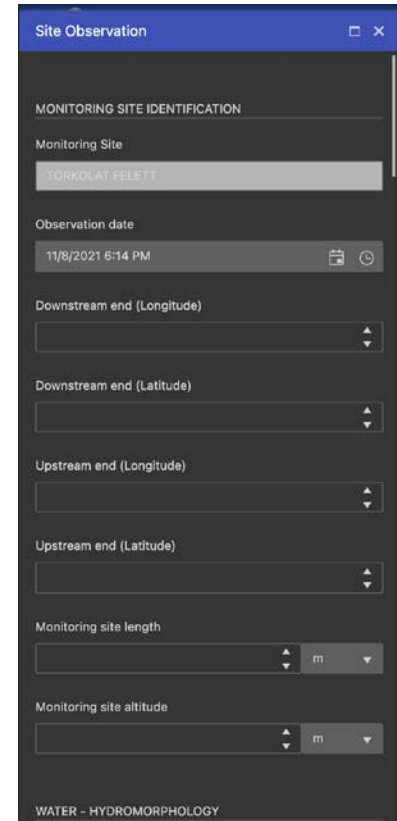 Site Observation
MONITORING SITE IDENTIFICATION
Monitoring Site
TORKOLAT FELETT
Observation date
11/8/2021 6:14 PM
Downstream end (Longitude)
Downstream end (Latitude)
Upstream end (Longitude)
Upstream end (Latitude)
Monitoring site length
m
Monitoring site altitude
m
WATER - HYDROMORPHOLOGY